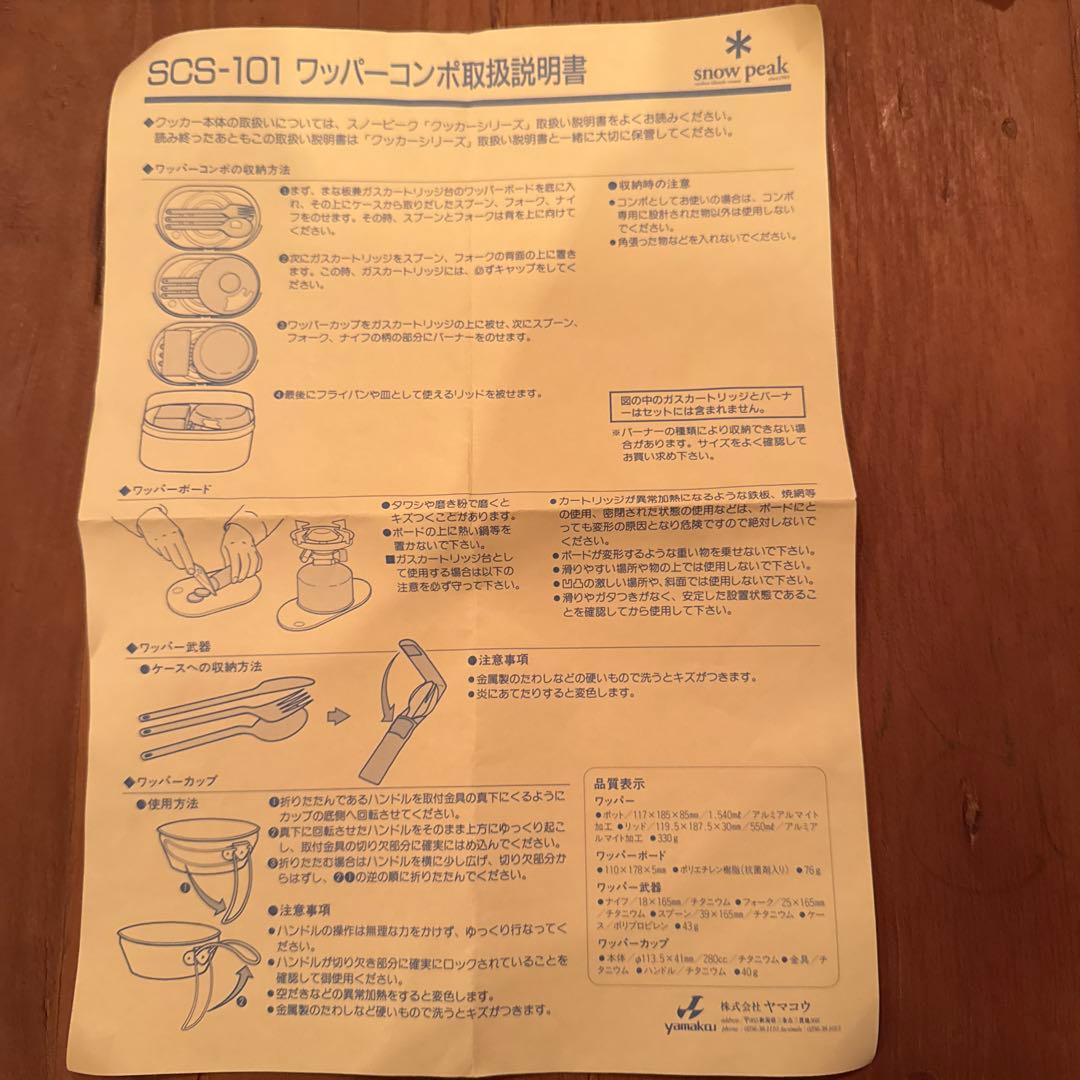 SCS-101 ワッパーコンポ取扱説明書
snow peak
◆クッカー本体の取扱いについては、スノーピーク「クッカーシリーズ」取扱い説明書をよくお読みください。
読み終ったあともこの取扱い説明書は「クッカーシリーズ」取扱い説明書と一緒に大切に保管してください。
◆ワッパーコンポの収納方法
❶まず、まな板兼ガスカートリッジ台のワッパーボードを底に入
れ、その上にケースから取りだしたスプーン、フォーク、ナイ
フをのせます。その時、スプーンとフォークは背を上に向けて
ください。
❷次にガスカートリッジをスプーン、フォークの背面の上に置き
ます。この時、ガスカートリッジには、必ずキャップをしてく
ださい。
❸ワッパーカップをガスカートリッジの上に被せ、次にスプーン、
フォーク、ナイフの柄の部分にバーナーをのせます。
❹最後にフライパンや皿として使えるリッドを被せます。
●収納時の注意
●コンポとしてお使いの場合は、コンポ
専用に設計された物以外は使用しない
でください。
●角張った物などを入れないでください。
図の中のガスカートリッジとバーナ
ーはセットには含まれません。
※バーナーの種類により収納できない場
合があります。サイズをよく確認して
お買い求め下さい。
◆ワッパーボード
●タワシや磨き粉で磨くと
キズつくことがあります。
●ボードの上に熱い鍋等を
置かないで下さい。
■ガスカートリッジ台とし
て使用する場合は以下の
注意を必ず守って下さい。
●カートリッジが異常加熱になるような鉄板、焼網等
の使用、密閉された状態の使用などは、ボードにと
っても変形の原因となり危険ですので絶対しないで
ください。
●ボードが変形するような重い物を乗せないで下さい。
●滑りやすい場所や物の上では使用しないで下さい。
●凹凸の激しい場所や、斜面では使用しないで下さい。
●滑りやガタつきがなく、安定した設置状態であるこ
とを確認してから使用して下さい。
◆ワッパー武器
●ケースへの収納方法
●注意事項
●金属製のたわしなどの硬いもので洗うとキズがつきます。
●炎にあてたりすると変色します。
◆ワッパーカップ
●使用方法
❶折りたたんであるハンドルを取付金具の真下にくるように
カップの底側へ回転させてください。
❷真下に回転させたハンドルをそのまま上方にゆっくり起こ
し、取付金具の切り欠部分に確実にはめ込んでください。
❸折りたたむ場合はハンドルを横に少し広げ、切り欠部分か
らはずし、❷❶の逆の順に折りたたんでください。
❶
❷
●注意事項
●ハンドルの操作は無理な力をかけず、ゆっくり行なってく
ださい。
●ハンドルが切り欠き部分に確実にロックされていることを
確認して御使用ください。
●空だきなどの異常加熱をすると変色します。
●金属製のたわしなど硬いもので洗うとキズがつきます。
品質表示
ワッパー
●ポット/117×185×85㎜/1.540㎖/アルミアルマイト
加工 ●リッド/119.5×187.5×30㎜/550㎖/アルミア
ルマイト加工 ●330g
ワッパーボード
●110×178×5㎜ ●ポリエチレン樹脂(抗菌剤入り) ●76g
ワッパー武器
●ナイフ/18×165㎜/チタニウム ●フォーク/25×165㎜
/チタニウム ●スプーン/39×165㎜/チタニウム ●ケー
ス/ポリプロピレン ●43g
ワッパーカップ
●本体/φ113.5×41㎜/280cc/チタニウム ●金具/チ
タニウム ●ハンドル/チタニウム ●40g
yamakou
株式会社 ヤマコウ